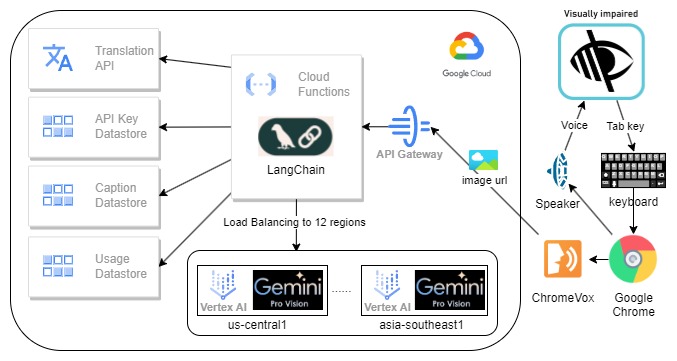 Visually impaired
Translation
API
Cloud
Functions
Google Cloud
API Key
Datastore
LangChain
API Gateway
image url
Voice
Tab key
Caption
Datastore
Speaker
keyboard
Load Balancing to 12 regions
Usage
Datastore
ChromeVox
Google
Chrome
Vertex AI
Gemini
Pro Vision
us-central1
......
Vertex AI
Gemini
Pro Vision
asia-southeast1